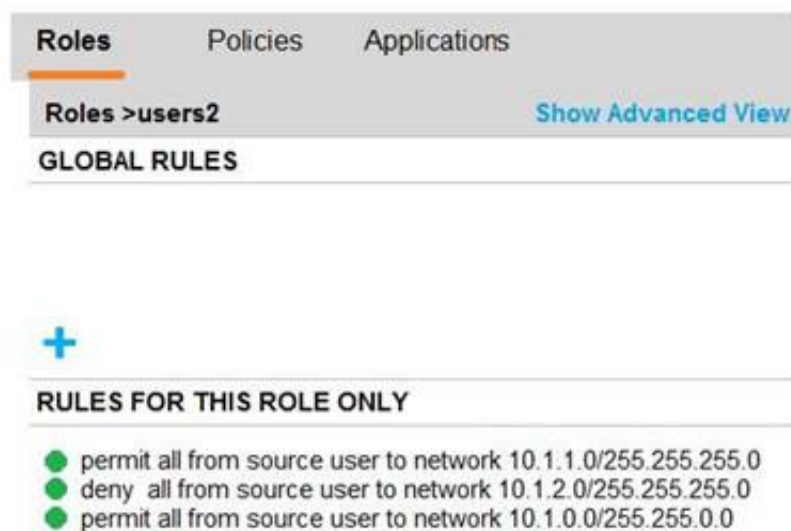 Roles Policies Applications
Roles >users2 Show Advanced View
GLOBAL RULES
+
RULES FOR THIS ROLE ONLY
permit all from source user to network 10.1.1.0/255.255.255.0
deny all from source user to network 10.1.2.0/255.255.255.0
permit all from source user to network 10.1.0.0/255.255.0.0